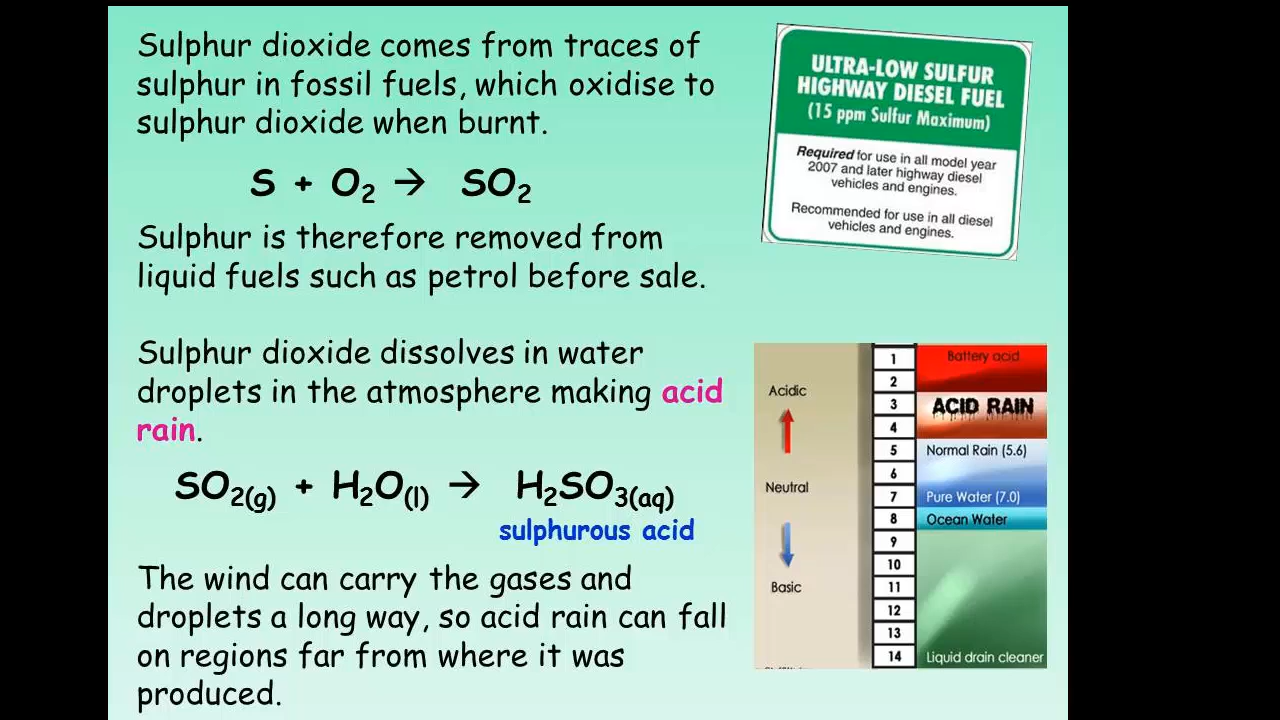 Sulphur dioxide comes from traces of
sulphur in fossil fuels, which oxidise to
sulphur dioxide when burnt.
S + O₂ → SO₂
Sulphur is therefore removed from
liquid fuels such as petrol before sale.
Sulphur dioxide dissolves in water
droplets in the atmosphere making acid
rain.
SO₂(g) + H₂O(l) → H₂SO₃(aq)
sulphurous acid
The wind can carry the gases and
droplets a long way, so acid rain can fall
on regions far from where it was
produced.
ULTRA-LOW SULFUR
HIGHWAY DIESEL FUEL
(15 ppm Sulfur Maximum)
Required for use in all model year
2007 and later highway diesel
vehicles and engines.
Recommended for use in all diesel
vehicles and engines.
1 Battery acid
2
Acidic
3 ACID RAIN
4
5 Normal Rain (5.6)
6
Neutral
7 Pure Water (7.0)
8 Ocean Water
9
10
Basic
11
12
13
14 Liquid drain cleaner